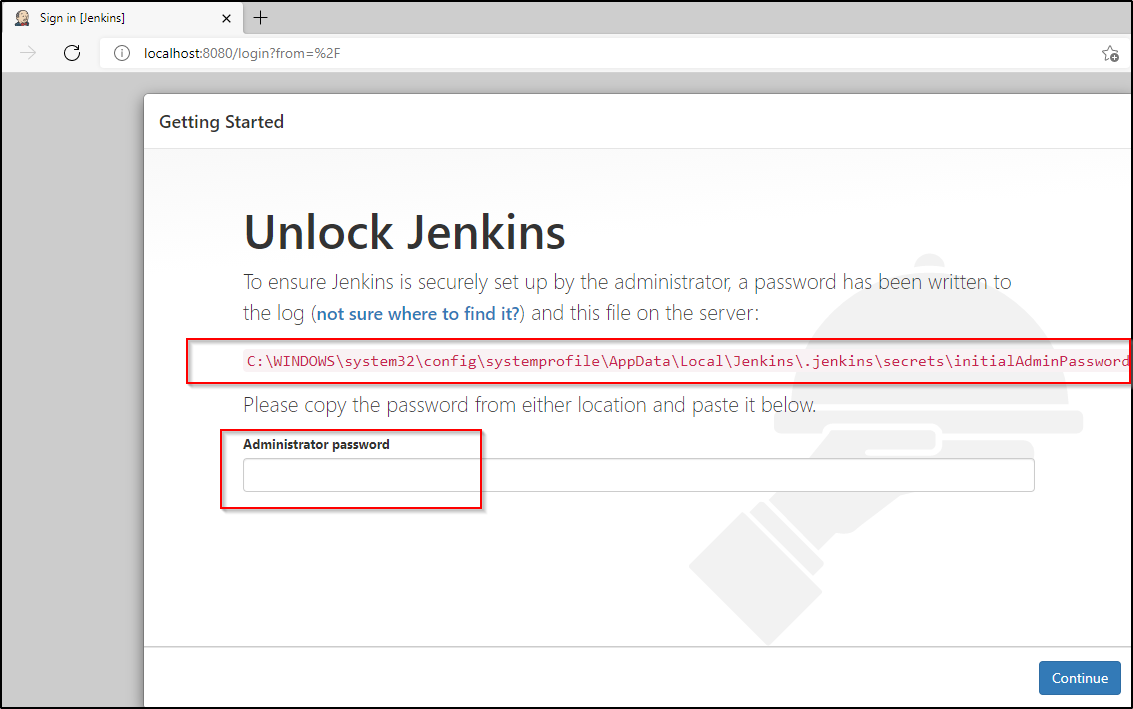 Sign in [Jenkins]
localhost:8080/login?from=%2F
Getting Started
Unlock Jenkins
To ensure Jenkins is securely set up by the administrator, a password has been written to
the log (not sure where to find it?) and this file on the server:
C:\WINDOWS\system32\config\systemprofile\AppData\Local\Jenkins\.jenkins\secrets\initialAdminPassword
Please copy the password from either location and paste it below.
Administrator password
Continue